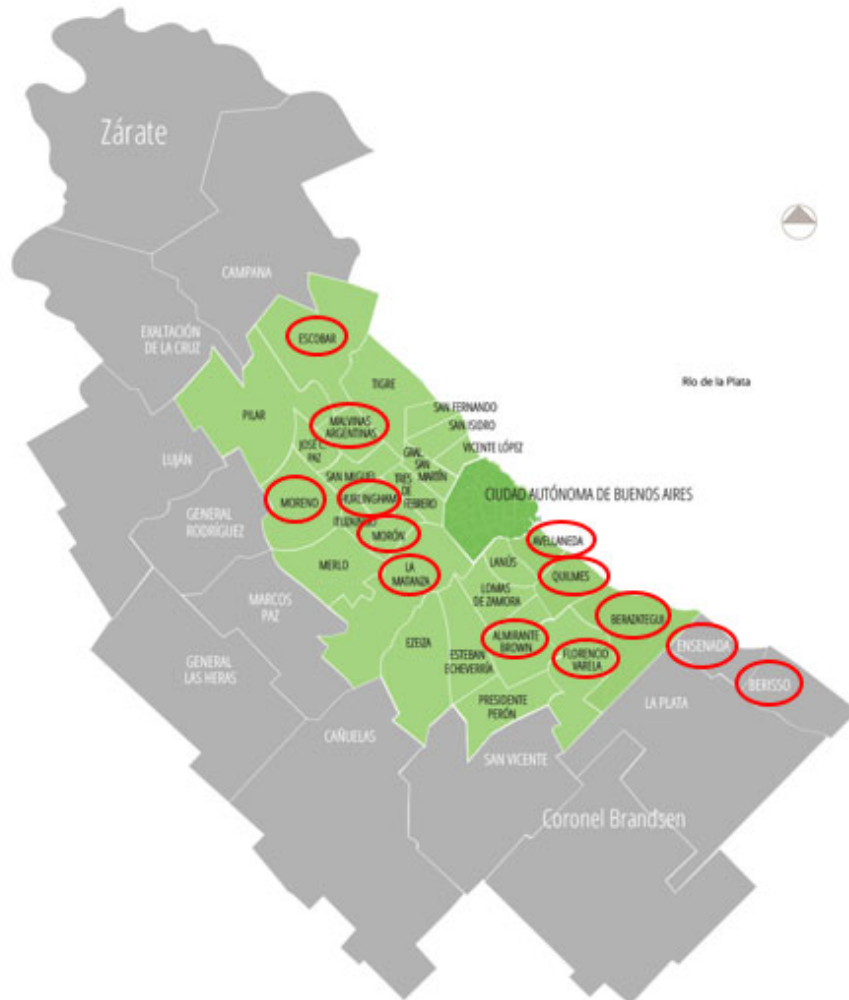 Zárate
CAMPANA
EXALTACIÓN
DE LA CRUZ
ESCOBAR
TIGRE
Río de la Plata
PILAR
SAN FERNANDO
MALVINAS
ARGENTINAS
SAN ISIDRO
JOSÉ C.
PAZ
VICENTE LÓPEZ
LUJÁN
GRAL.
SAN
MARTÍN
SAN MIGUEL
TRES
DE
FEBRERO
MORENO
HURLINGHAM
CIUDAD AUTÓNOMA DE BUENOS AIRES
GENERAL
RODRÍGUEZ
ITUZAINGÓ
MORÓN
AVELLANEDA
MERLO
LA
MATANZA
LANÚS
QUILMES
LOMAS
DE ZAMORA
MARCOS
PAZ
BERAZATEGUI
EZEIZA
ALMIRANTE
BROWN
ENSENADA
ESTEBAN
ECHEVERRÍA
FLORENCIO
VARELA
GENERAL
LAS HERAS
BERISSO
PRESIDENTE
PERÓN
LA PLATA
CAÑUELAS
SAN VICENTE
Coronel Brandsen